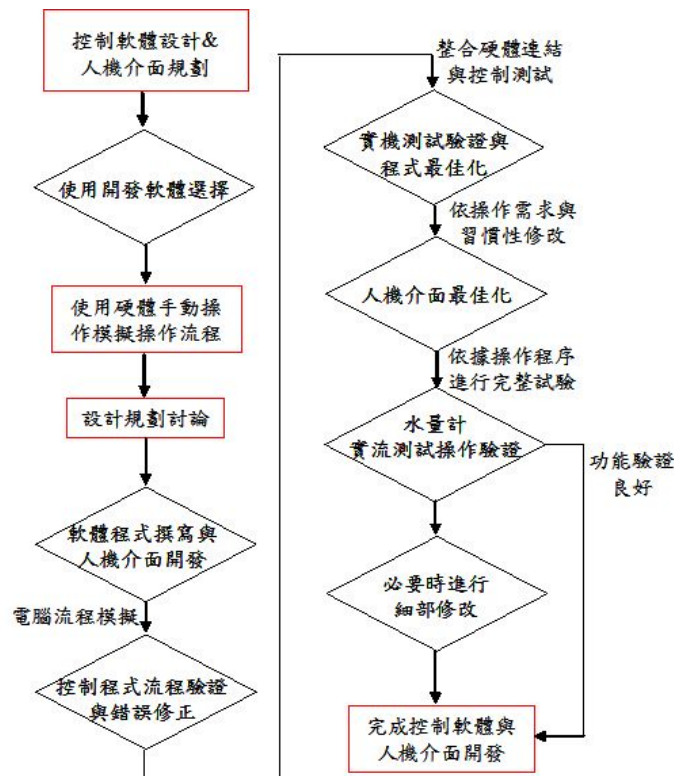 控制軟體設計&
人機介面規劃
使用開發軟體選擇
使用硬體手動操
作模擬操作流程
設計規劃討論
軟體程式撰寫與
人機介面開發
電腦流程模擬
控制程式流程驗證
與錯誤修正
整合硬體連結
與控制測試
實機測試驗證與
程式最佳化
依操作需求與
習慣性修改
人機介面最佳化
依據操作程序
進行完整試驗
水量計
實流測試操作驗證
功能驗證
良好
必要時進行
細部修改
完成控制軟體與
人機介面開發